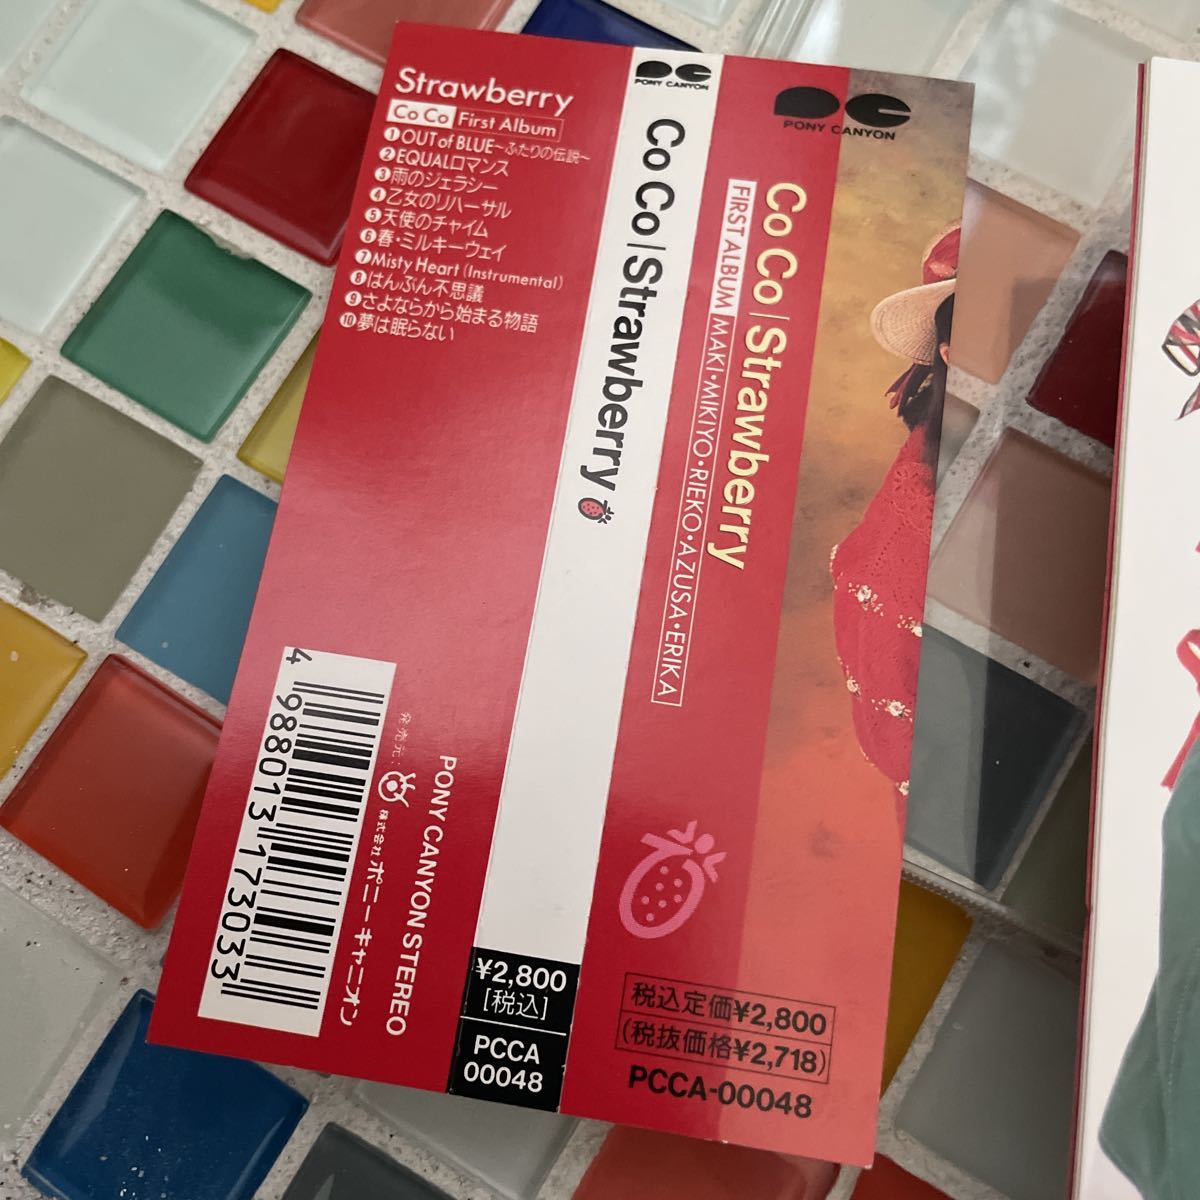 Strawberry
Co Co First Album
①OUT of BLUE~ふたりの伝説~
②EQUALロマンス
③雨のジェラシー
④乙女のリハーサル
⑤天使のチャイム
⑥春・ミルキーウェイ
⑦Misty Heart (Instrumental)
⑧はんぶん不思議
⑨さよならから始まる物語
⑩夢は眠らない
4 988013 173033
発売元:株式会社ポニーキャニオン
PONY CANYON STEREO
PONY CANYON
Co Co|Strawberry
¥2,800
[税込]
PCCA
00048
PONY CANYON
Co Co|Strawberry
FIRST ALBUM MAKI・MIKIYO・RIEKO・AZUSA・ERIKA
税込定価¥2,800
(税抜価格¥2,718)
PCCA-00048